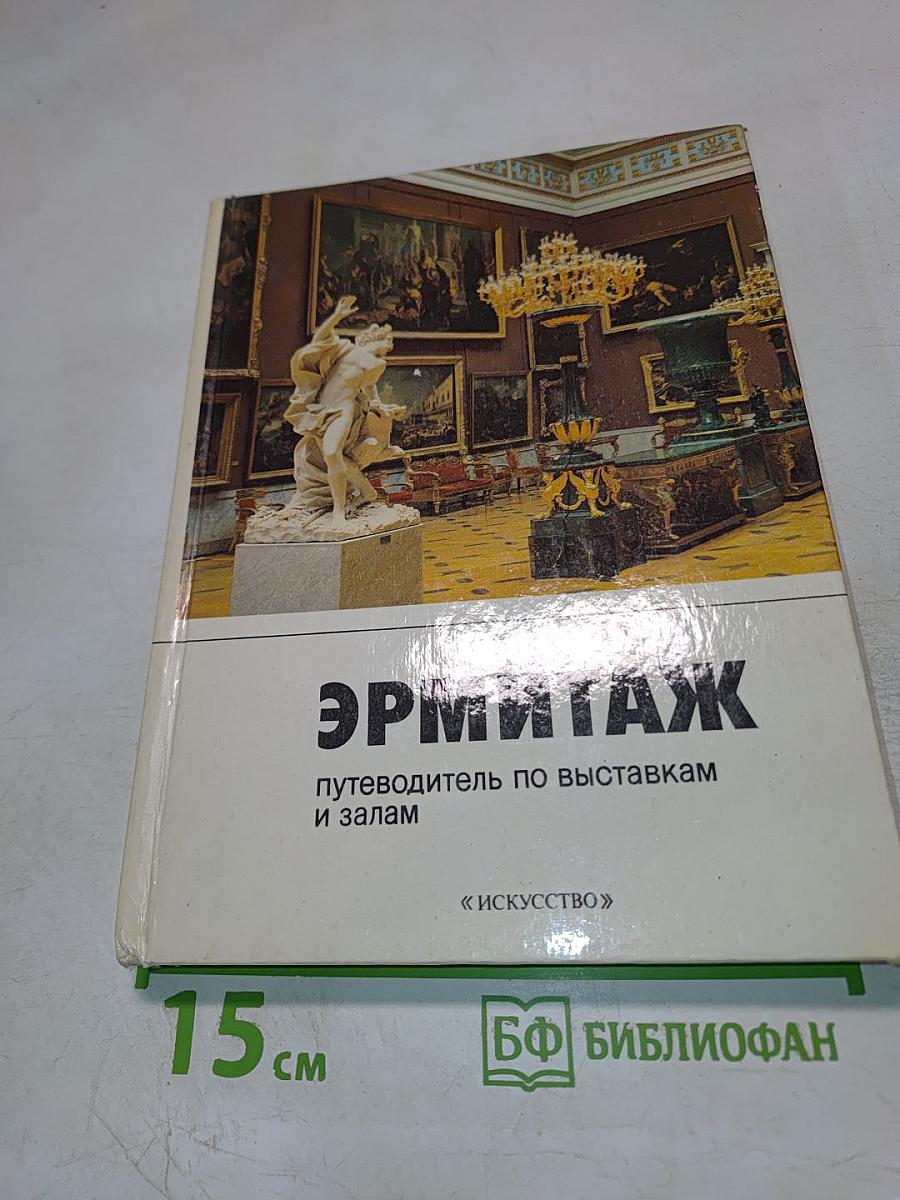 ЭРМИТАЖ
путеводитель по выставкам
и залам
«ИСКУССТВО»
15 см
БФ БИБЛИОФАН